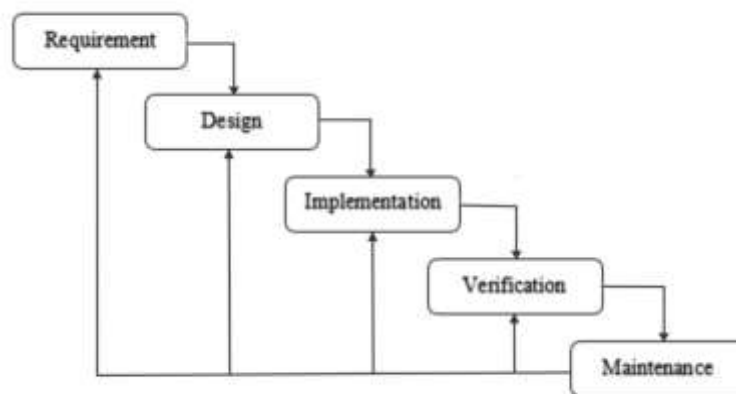 Requirement
Design
Implementation
Verification
Maintenance